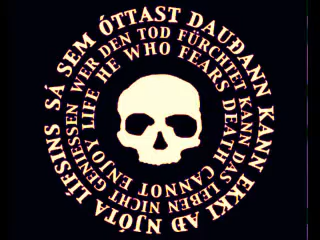 SÁ SEM ÓTTAST DAUÐANN KANN EKKI AÐ NJÓTA LÍFSINS
WER DEN TOD FÜRCHTET KANN DAS LEBEN NICHT GENIESSEN
HE WHO FEARS DEATH CANNOT ENJOY LIFE